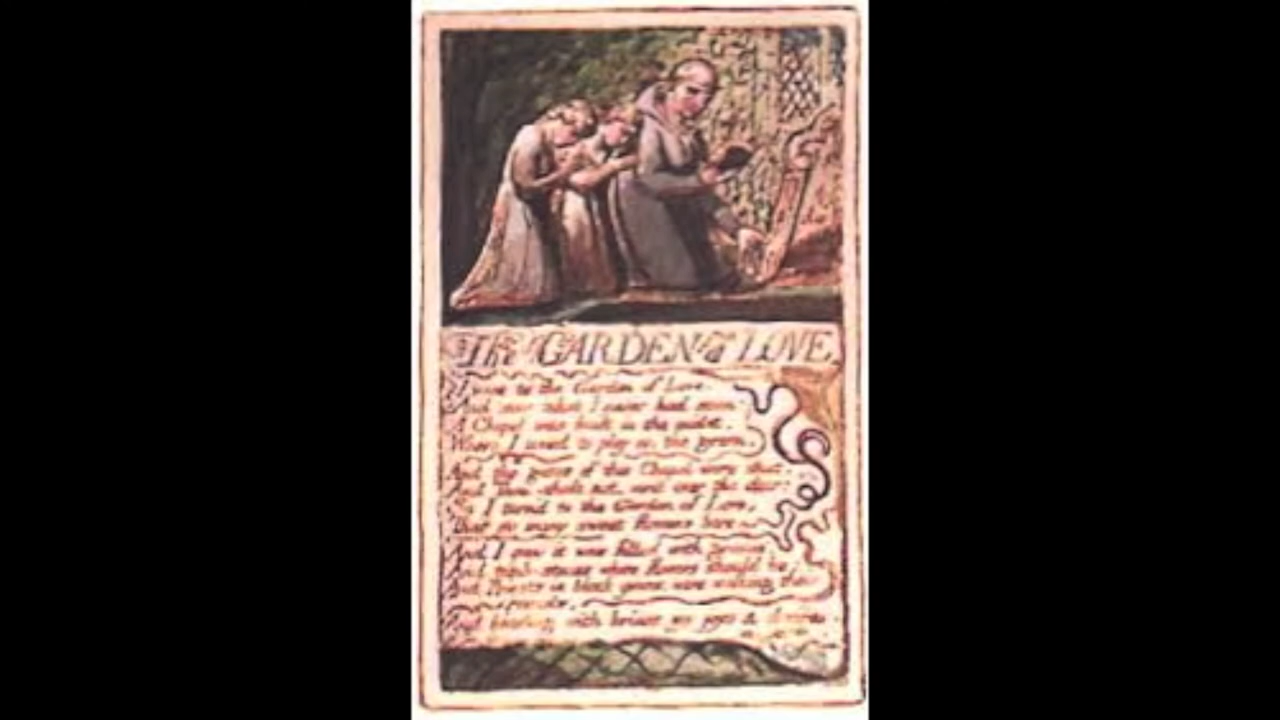 The GARDEN of LOVE
I went to the Garden of Love.
And saw what I never had seen
A Chapel was built in the midst.
Where I used to play on the green.
And the gates of this Chapel were shut.
And Thou shalt not. writ over the door
So I turnd to the Garden of Love,
That so many sweet flowers bore
And I saw it was filled with graves
And tomb-stones where flowers should be
And Priests in black gowns were walking their
rounds.
And binding with briars my joys & desires.